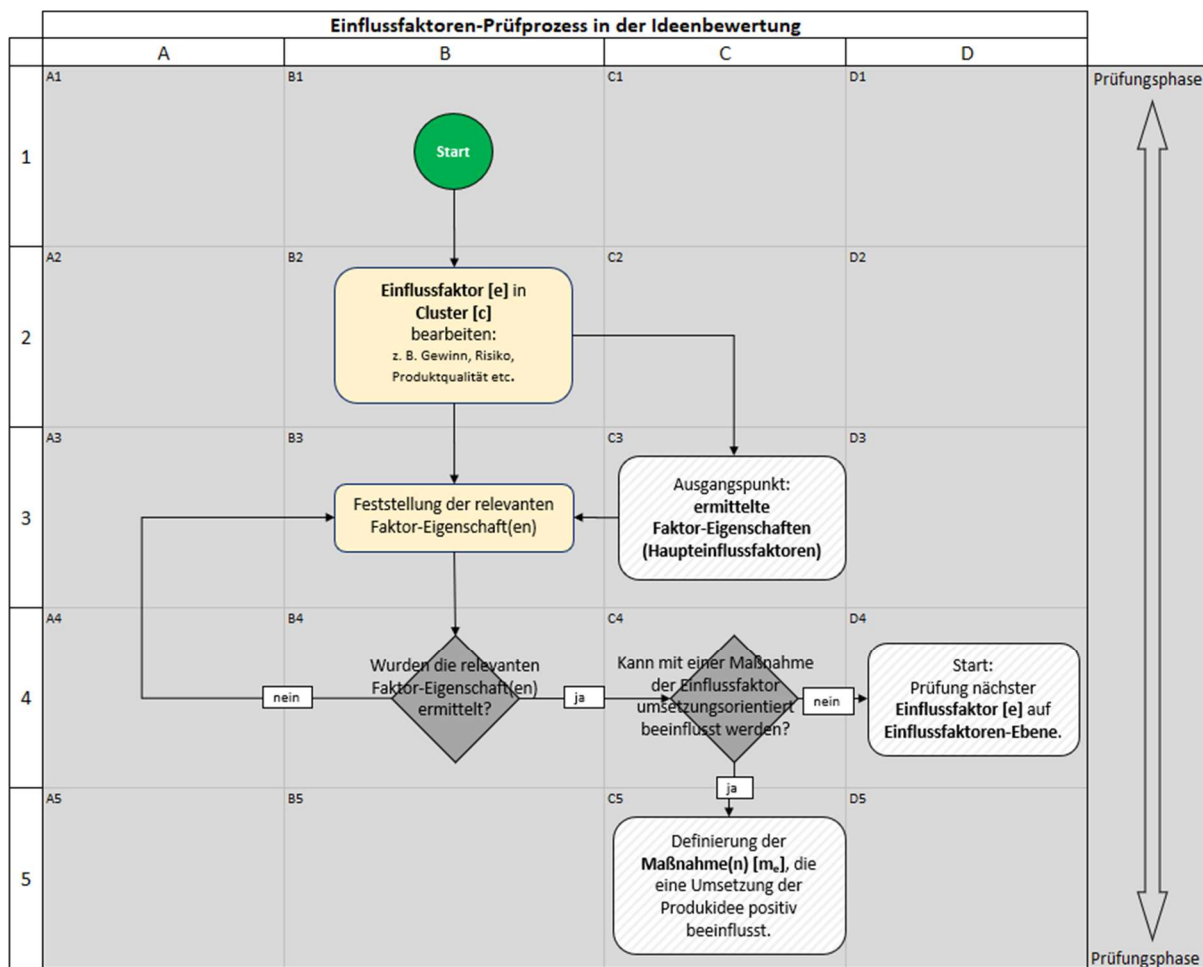 Einflussfaktoren-Prüfprozess in der Ideenbewertung
A
B
C
D
A1
B1
C1
D1
Prüfungsphase
1
Start
A2
B2
C2
D2
2
Einflussfaktor [e] in
Cluster [c]
bearbeiten:
z. B. Gewinn, Risiko,
Produktqualität etc.
A3
B3
C3
D3
3
Feststellung der relevanten
Faktor-Eigenschaft(en)
Ausgangspunkt:
ermittelte
Faktor-Eigenschaften
(Haupteinflussfaktoren)
A4
B4
C4
D4
4
nein
Wurden die relevanten
Faktor-Eigenschaft(en)
ermittelt?
ja
Kann mit einer Maßnahme
der Einflussfaktor
umsetzungsorientiert
beeinflusst werden?
nein
Start:
Prüfung nächster
Einflussfaktor [e] auf
Einflussfaktoren-Ebene.
ja
A5
B5
C5
D5
5
Definierung der
Maßnahme(n) [mₑ], die
eine Umsetzung der
Produkidee positiv
beeinflusst.
Prüfungsphase